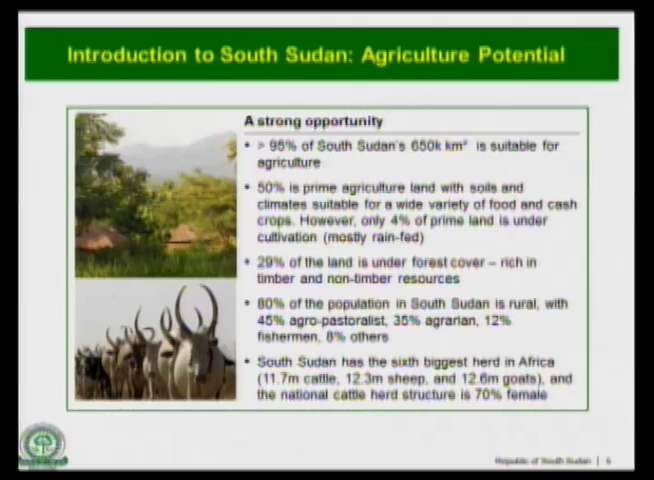 Introduction to South Sudan: Agriculture Potential
A strong opportunity
• > 95% of South Sudan's 650k km² is suitable for
agriculture
• 50% is prime agriculture land with soils and
climates suitable for a wide variety of food and cash
crops. However, only 4% of prime land is under
cultivation (mostly rain-fed)
• 29% of the land is under forest cover – rich in
timber and non-timber resources
• 80% of the population in South Sudan is rural, with
45% agro-pastoralist, 35% agrarian, 12%
fishermen, 8% others
• South Sudan has the sixth biggest herd in Africa
(11.7m cattle, 12.3m sheep, and 12.6m goats), and
the national cattle herd structure is 70% female
Republic of South Sudan |